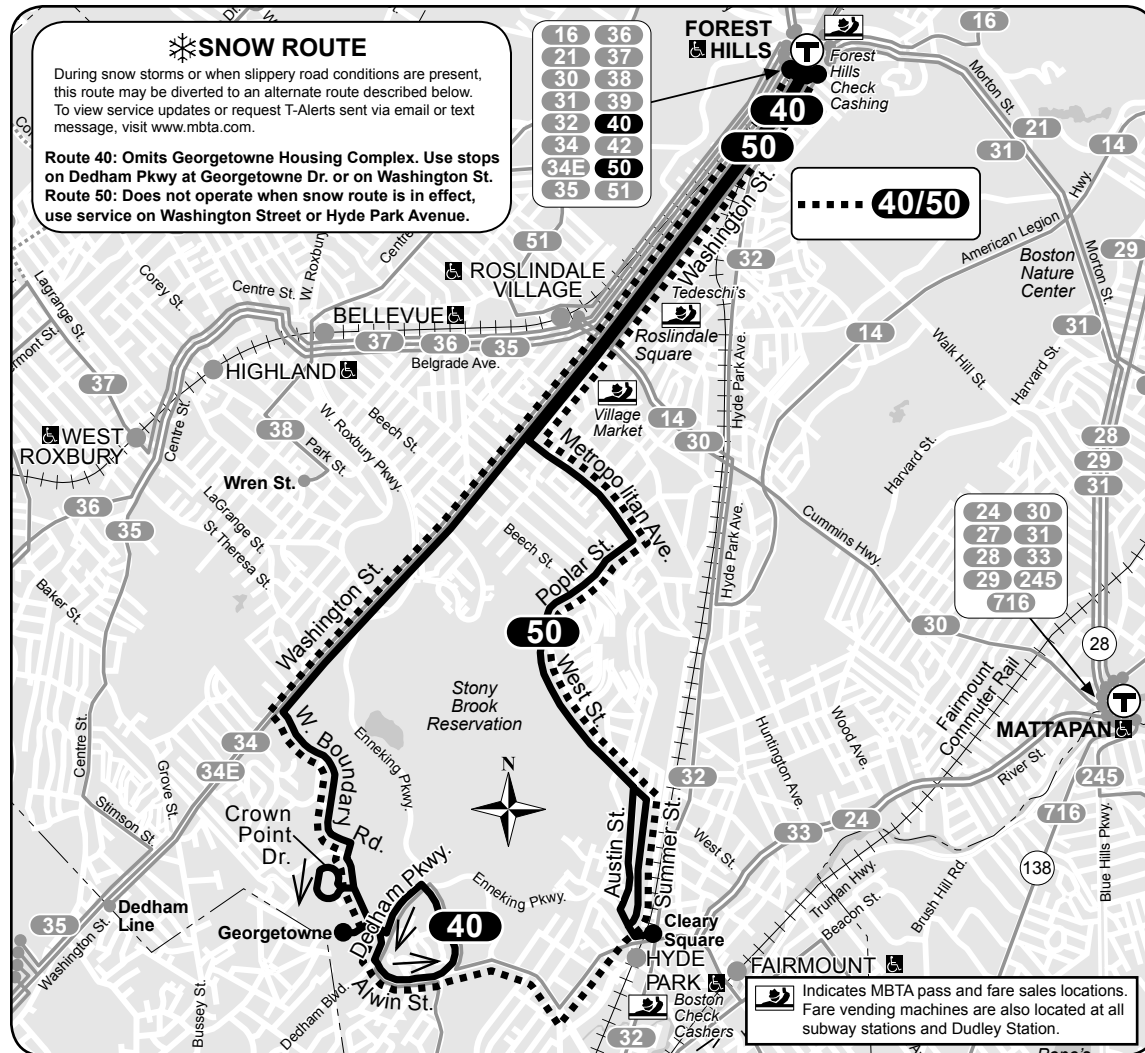 SNOW ROUTE
During snow storms or when slippery road conditions are present,
this route may be diverted to an alternate route described below.
To view service updates or request T-Alerts sent via email or text
message, visit www.mbta.com.
Route 40: Omits Georgetowne Housing Complex. Use stops
on Dedham Pkwy at Georgetowne Dr. or on Washington St.
Route 50: Does not operate when snow route is in effect,
use service on Washington Street or Hyde Park Avenue.
16 36
21 37
30 38
31 39
32 40
34 42
34E 50
35 51
FOREST
HILLS
T
Forest
Hills
Check
Cashing
16
40
50
Morton St.
21
31
14
40/50
Washington St.
American Legion Hwy.
29
Boston
Nature
Center
Morton St.
51
W. Roxbury
Centre
Centre St.
Corey St.
Lagrange St.
ROSLINDALE
VILLAGE
32
Tedeschi's
Roslindale
Square
BELLEVUE
37
36
35
Belgrade Ave.
HIGHLAND
14
31
Walk Hill St.
Harvard St.
Hyde Park Ave.
Village
Market
37
WEST
ROXBURY
Centre St.
38
Park St.
Wren St.
W. Roxbury Pkwy.
Beech St.
14
30
28
29
31
Harvard St.
Metropolitan Ave.
36
35
LaGrange St.
St Theresa St.
Beech St.
Poplar St.
Cummins Hwy.
Hyde Park Ave.
24 30
27 31
28 33
29 245
716
Baker St.
Washington St.
50
West St.
30
28
T
MATTAPAN
Fairmount
Commuter Rail
Stony
Brook
Reservation
Centre St.
34
34E
W. Boundary Rd.
Enneking Pkwy.
N
Huntington Ave.
Wood Ave.
River St.
32
245
716
Grove St.
Stimson St.
Crown
Point
Dr.
Austin St.
Summer St.
West St.
33
24
138
Blue Hills Pkwy.
Dedham Pkwy.
Enneking Pkwy.
Truman Hwy.
Beacon St.
Brush Hill Rd.
Dedham
Line
35
Washington St.
Georgetowne
40
Cleary
Square
HYDE
PARK
FAIRMOUNT
Alwin St.
Bussey St.
Dedham Blvd.
Boston
Check
Cashers
32
Indicates MBTA pass and fare sales locations.
Fare vending machines are also located at all
subway stations and Dudley Station.